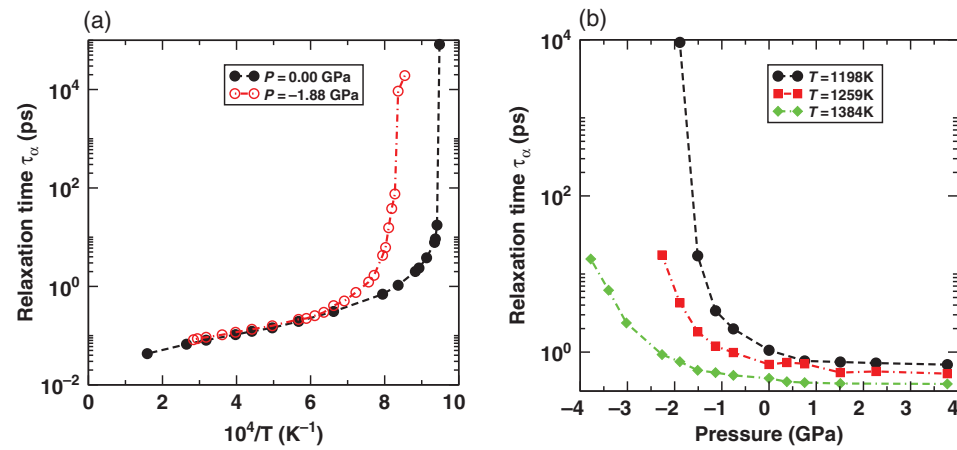 (a)
P = 0.00 GPa
P = −1.88 GPa
Relaxation time τα (ps)
10^4
10^2
10^0
10^−2
0 2 4 6 8 10
10^4/T (K^−1)
(b)
T = 1198K
T = 1259K
T = 1384K
Relaxation time τα (ps)
10^4
10^2
10^0
−4 −3 −2 −1 0 1 2 3 4
Pressure (GPa)